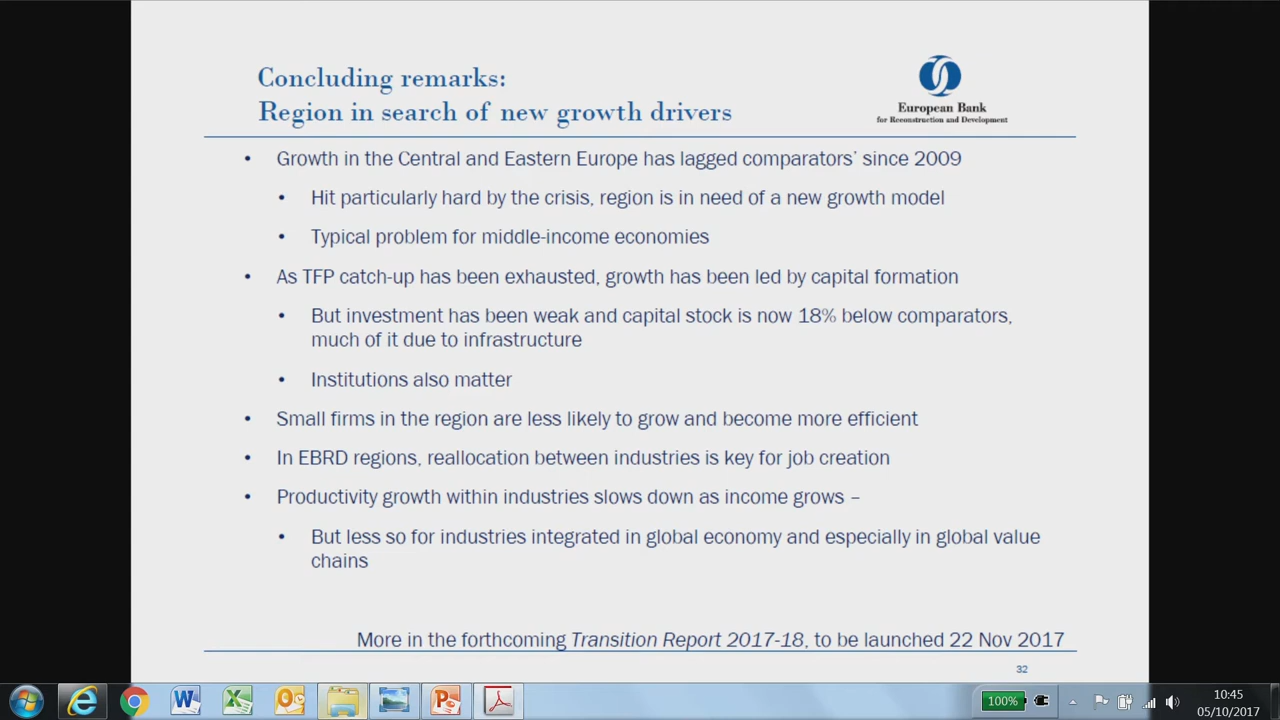 Concluding remarks:
Region in search of new growth drivers
European Bank
for Reconstruction and Development
• Growth in the Central and Eastern Europe has lagged comparators' since 2009
• Hit particularly hard by the crisis, region is in need of a new growth model
• Typical problem for middle-income economies
• As TFP catch-up has been exhausted, growth has been led by capital formation
• But investment has been weak and capital stock is now 18% below comparators,
much of it due to infrastructure
• Institutions also matter
• Small firms in the region are less likely to grow and become more efficient
• In EBRD regions, reallocation between industries is key for job creation
• Productivity growth within industries slows down as income grows –
• But less so for industries integrated in global economy and especially in global value
chains
More in the forthcoming Transition Report 2017-18, to be launched 22 Nov 2017
32
100%
10:45
05/10/2017